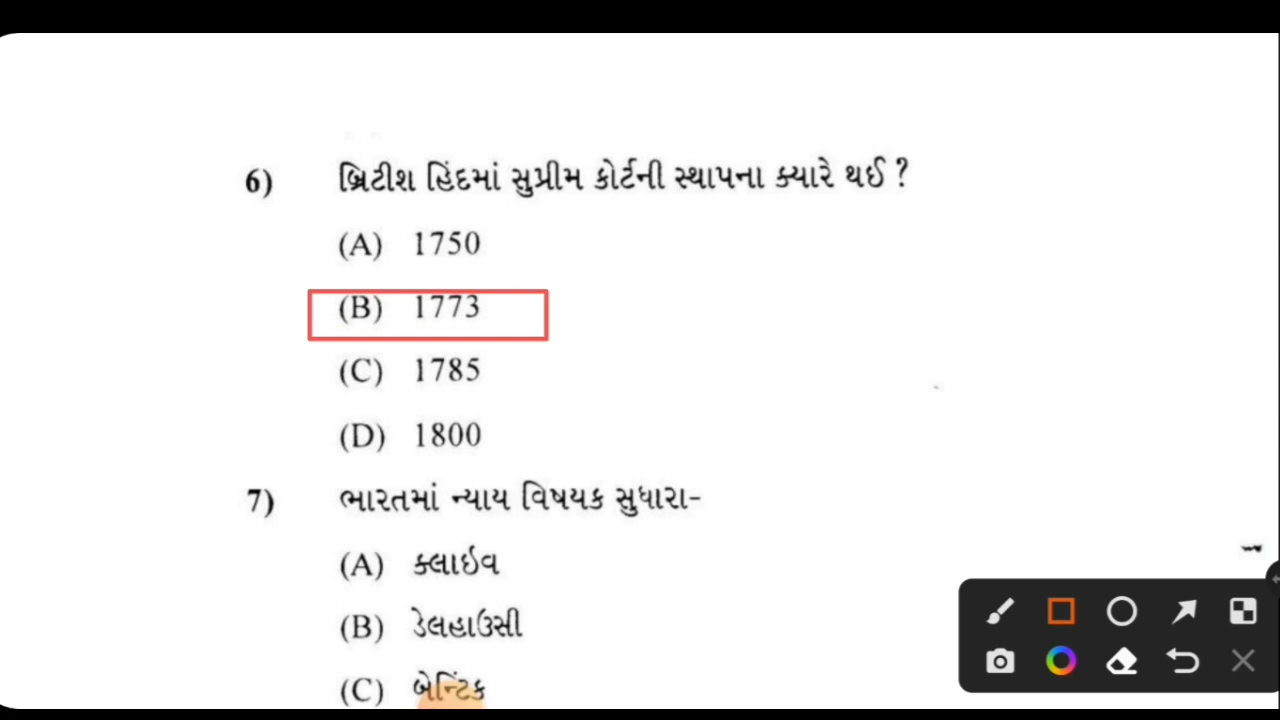 6) બ્રિટીશ હિંદમાં સુપ્રીમ કોર્ટની સ્થાપના ક્યારે થઈ ?
(A) 1750
(B) 1773
(C) 1785
(D) 1800
7) ભારતમાં ન્યાય વિષયક સુધારા-
(A) ક્લાઈવ
(B) ડેલહાઉસી
(C) બેન્ટિંક